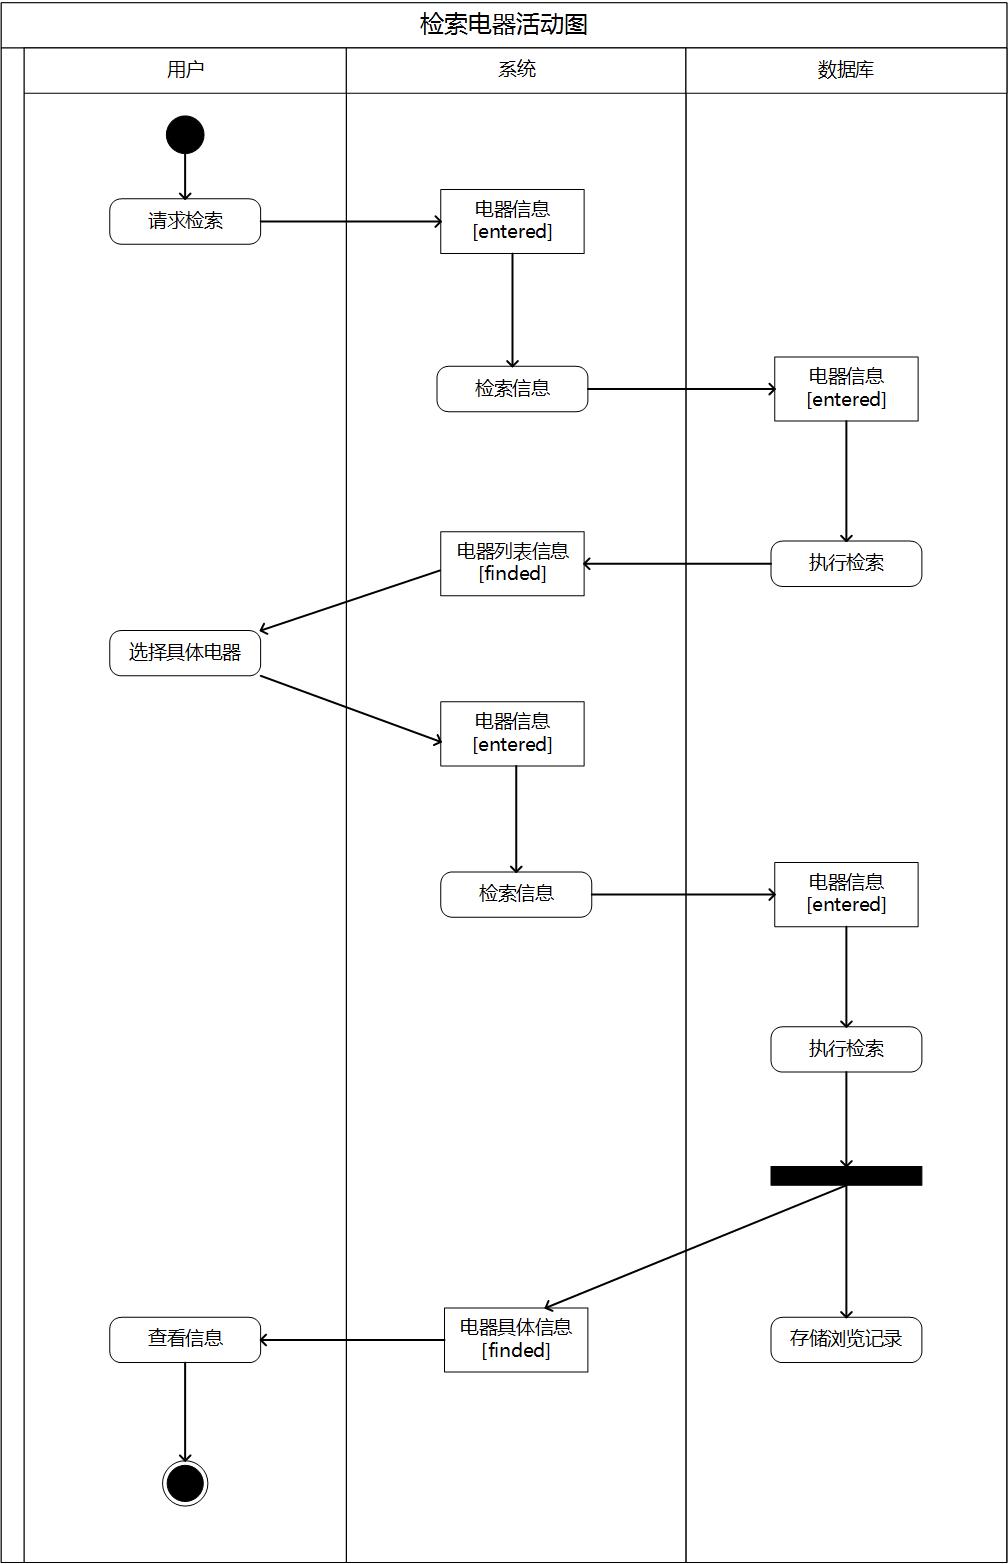 检索电器活动图
用户
系统
数据库
请求检索
电器信息
[entered]
检索信息
电器信息
[entered]
执行检索
电器列表信息
[finded]
选择具体电器
电器信息
[entered]
检索信息
电器信息
[entered]
执行检索
电器具体信息
[finded]
查看信息
存储浏览记录